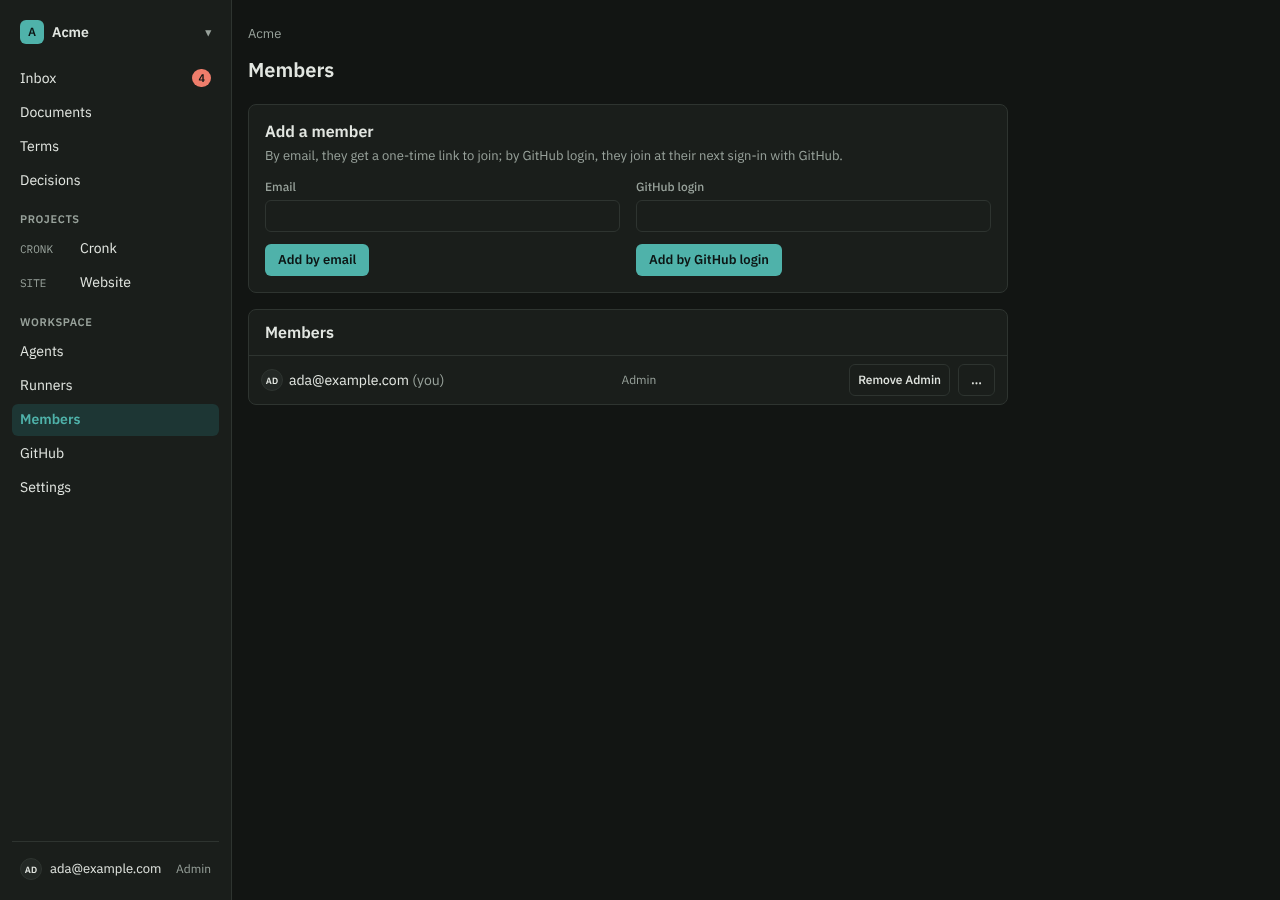 A Acme ▾
Inbox 4
Documents
Terms
Decisions
PROJECTS
CRONK Cronk
SITE Website
WORKSPACE
Agents
Runners
Members
GitHub
Settings
AD ada@example.com Admin
Acme
Members
Add a member
By email, they get a one-time link to join; by GitHub login, they join at their next sign-in with GitHub.
Email GitHub login
Add by email Add by GitHub login
Members
AD ada@example.com (you) Admin Remove Admin ...